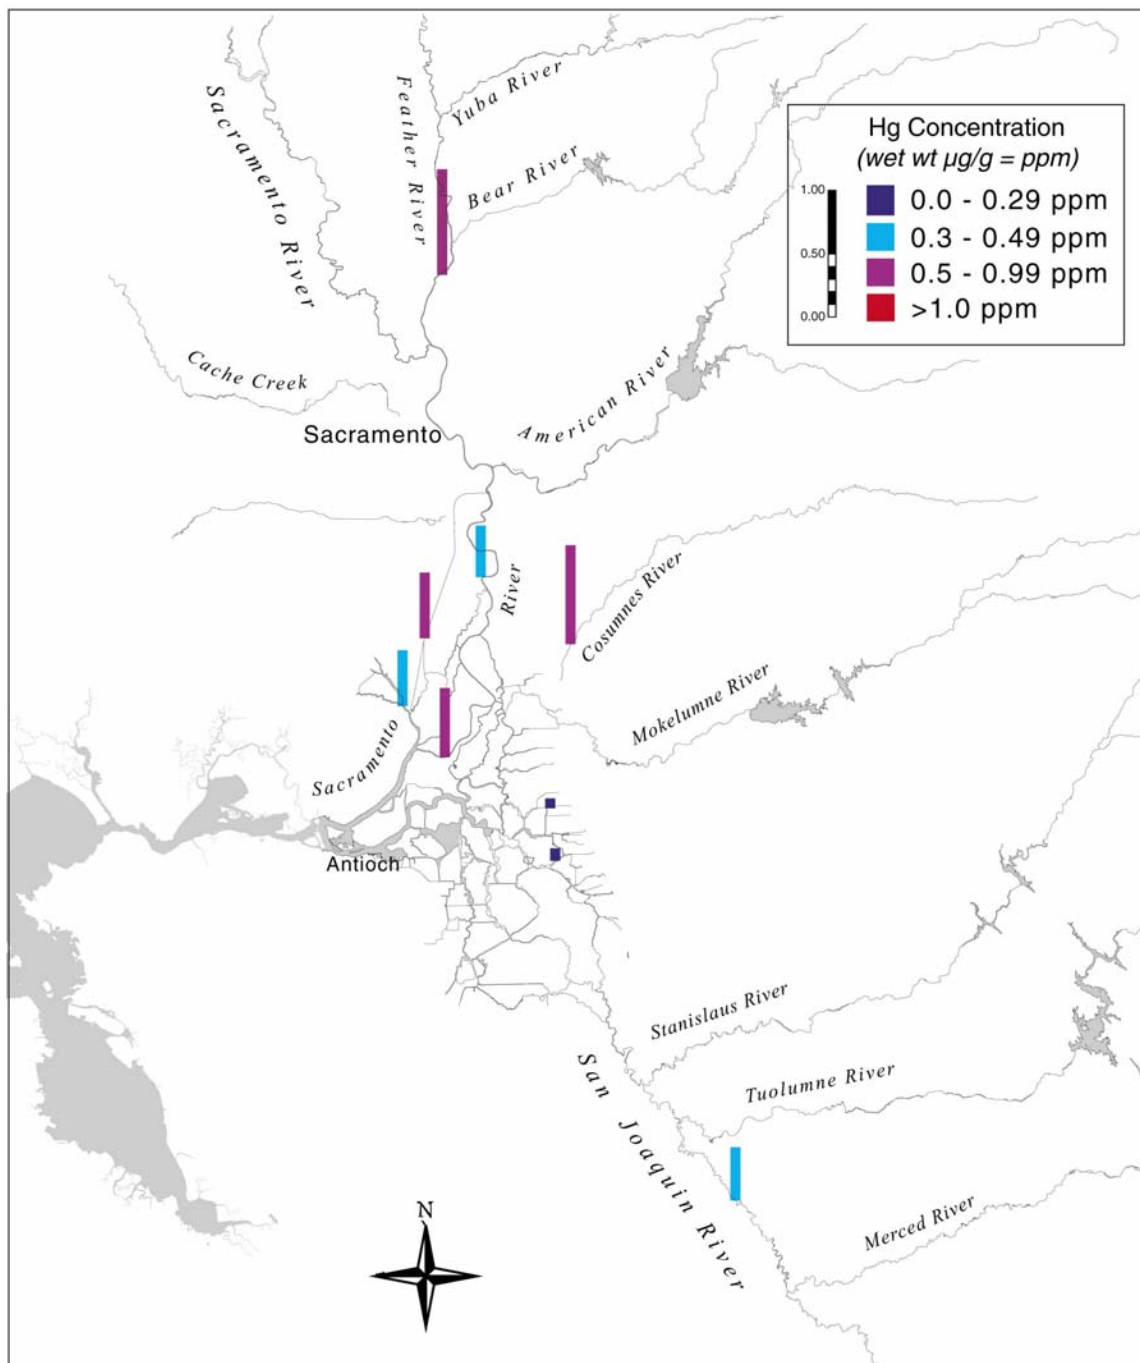 Sacramento River
Feather River
Yuba River
Bear River
Hg Concentration
(wet wt µg/g = ppm)
1.00
0.50
0.00
0.0 - 0.29 ppm
0.3 - 0.49 ppm
0.5 - 0.99 ppm
>1.0 ppm
Cache Creek
American River
Sacramento
River
Cosumnes River
Mokelumne River
Sacramento
Antioch
Stanislaus River
Tuolumne River
San Joaquin River
Merced River
N